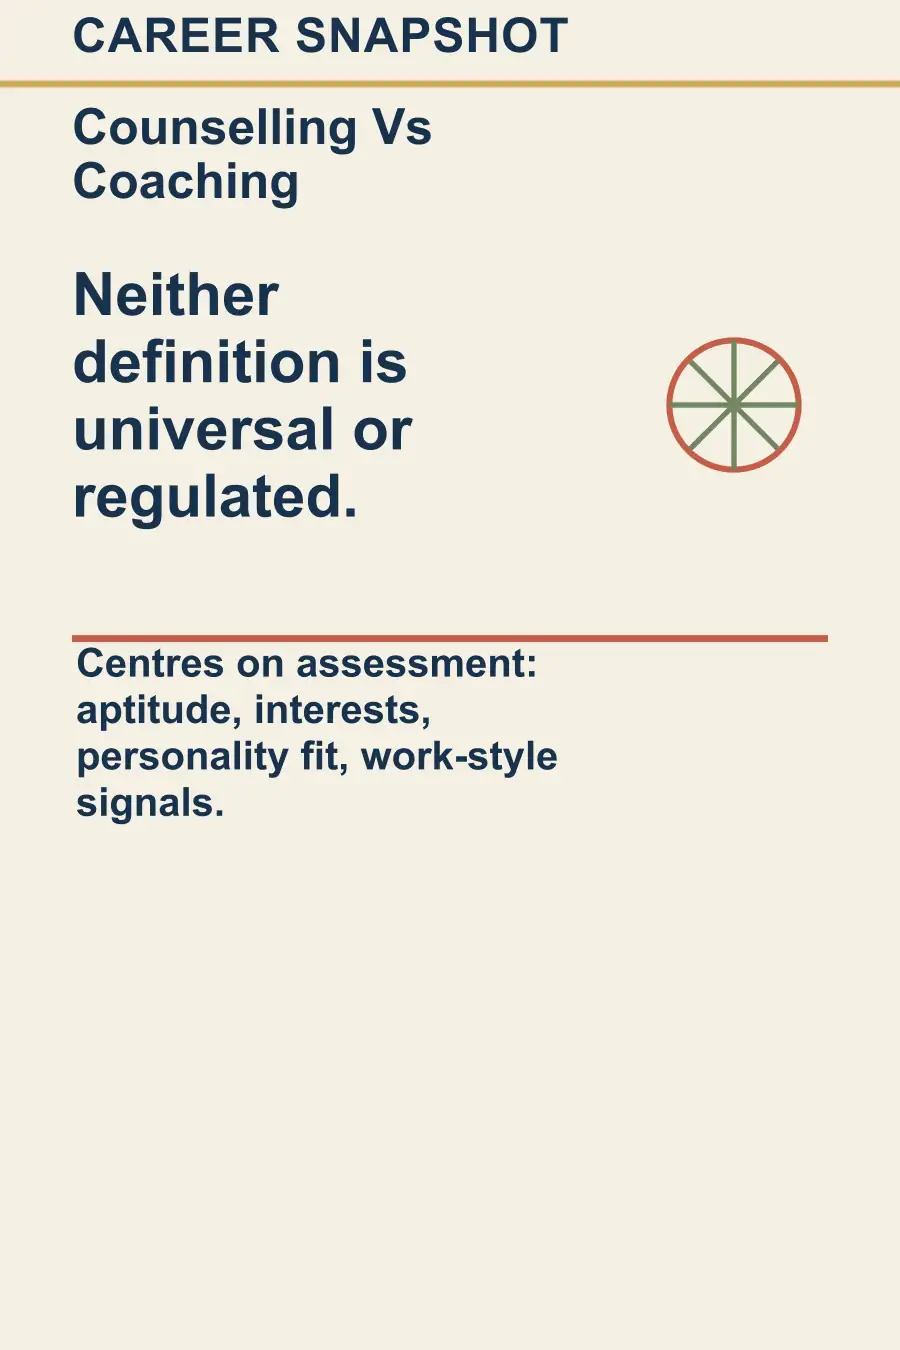 CAREER SNAPSHOT
Counselling Vs
Coaching
Neither
definition is
universal or
regulated.
Centres on assessment:
aptitude, interests,
personality fit, work-style
signals.